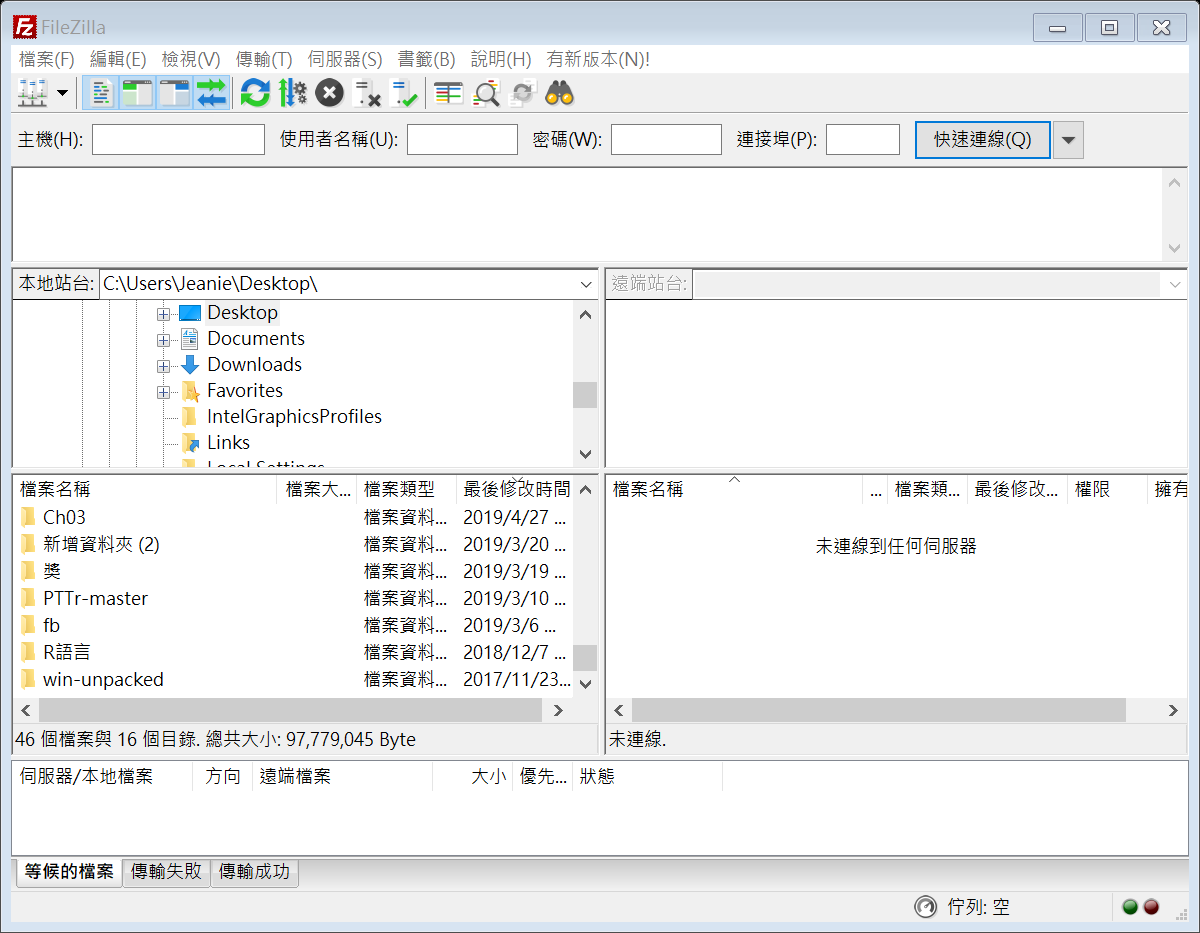 FileZilla
檔案(F) 編輯(E) 檢視(V) 傳輸(T) 伺服器(S) 書籤(B) 說明(H) 有新版本(N)!
主機(H): 使用者名稱(U): 密碼(W): 連接埠(P): 快速連線(Q)
本地站台: C:\Users\Jeanie\Desktop\
遠端站台:
Desktop
Documents
Downloads
Favorites
IntelGraphicsProfiles
Links
Local Settings
檔案名稱 檔案大... 檔案類型 最後修改時間
Ch03 檔案資料... 2019/4/27 ...
新增資料夾 (2) 檔案資料... 2019/3/20 ...
獎 檔案資料... 2019/3/19 ...
PTTr-master 檔案資料... 2019/3/10 ...
fb 檔案資料... 2019/3/6 ...
R語言 檔案資料... 2018/12/7 ...
win-unpacked 檔案資料... 2017/11/23...
46 個檔案與 16 個目錄. 總共大小: 97,779,045 Byte
檔案名稱 ... 檔案類... 最後修改... 權限 擁有
未連線到任何伺服器
未連線.
伺服器/本地檔案 方向 遠端檔案 大小 優先... 狀態
等候的檔案 傳輸失敗 傳輸成功
佇列: 空